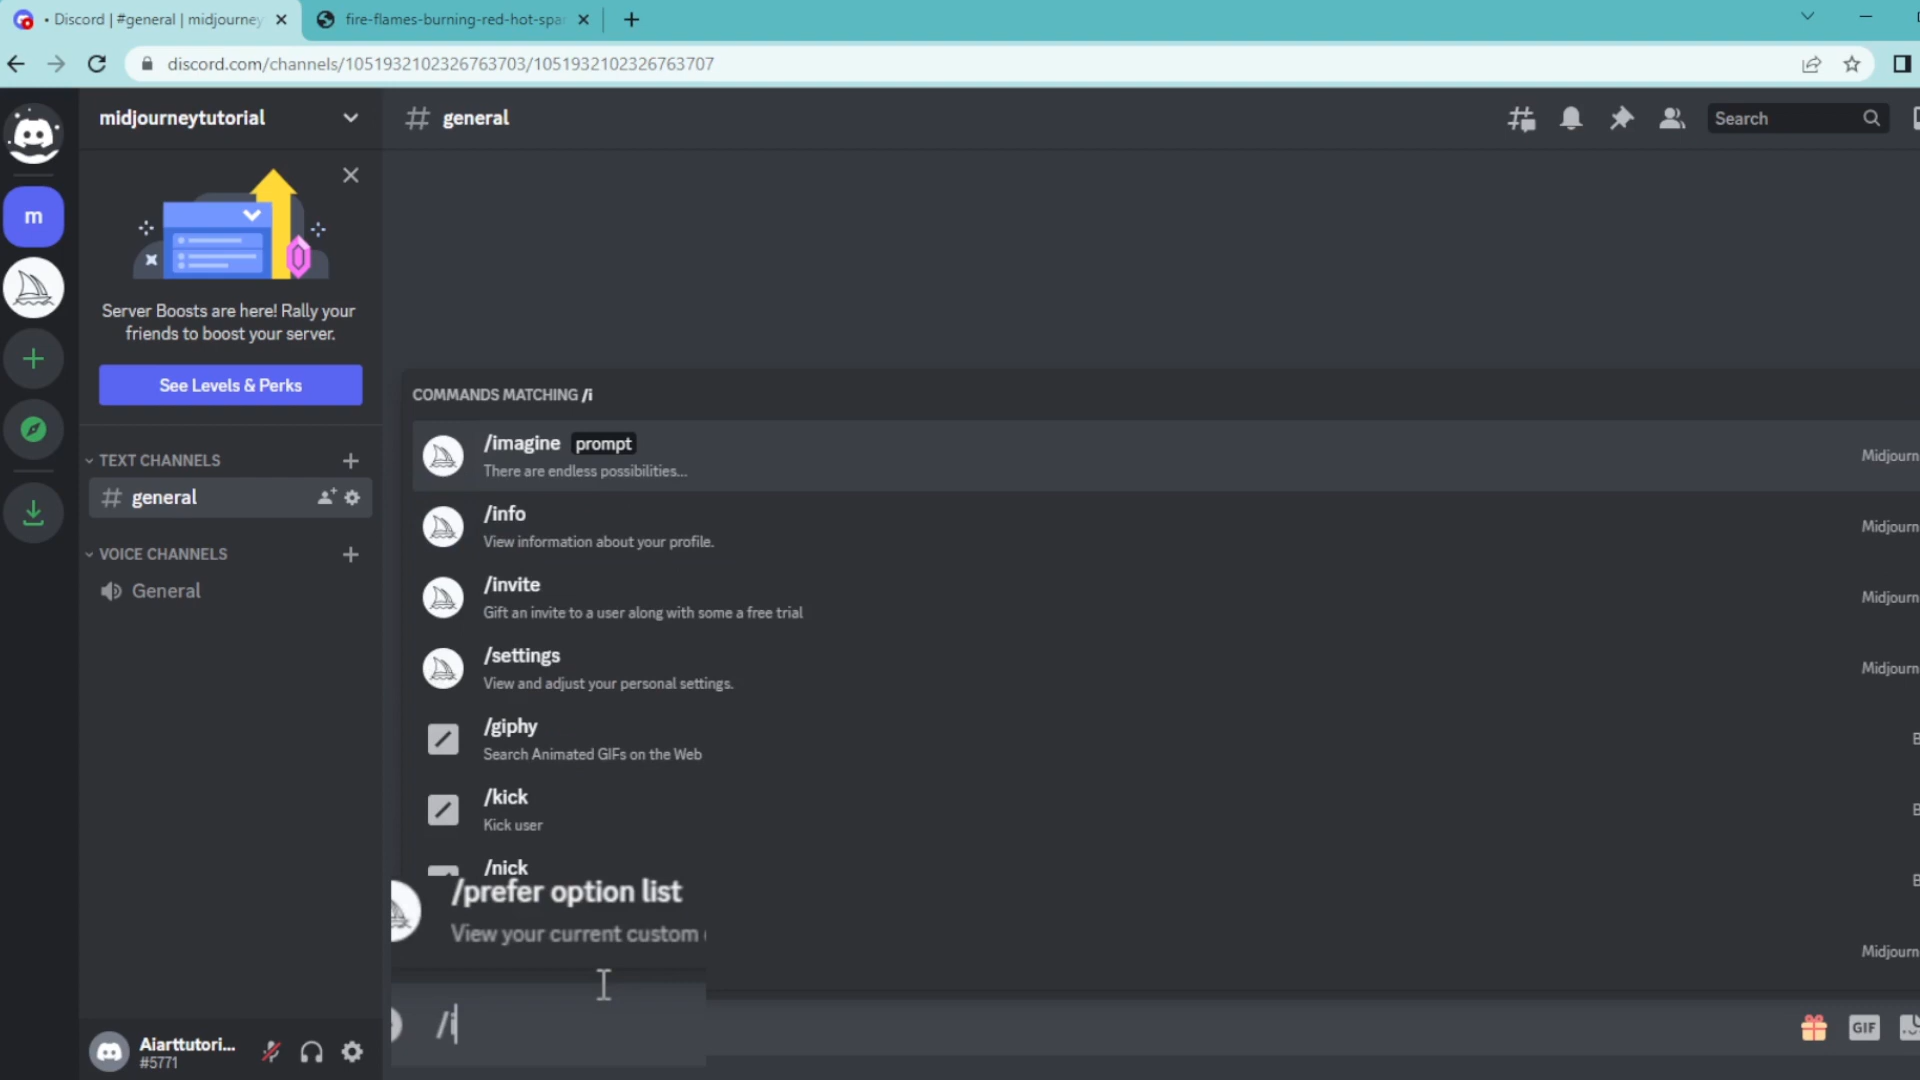 • Discord | #general | midjourney
fire-flames-burning-red-hot-spa
discord.com/channels/1051932102326763703/1051932102326763707
midjourneytutorial
# general
Search
m
Server Boosts are here! Rally your
friends to boost your server.
See Levels & Perks
TEXT CHANNELS
# general
VOICE CHANNELS
General
Aiarttutori...
#5771
COMMANDS MATCHING /i
/imagine prompt
There are endless possibilities...
Midjourn
/info
View information about your profile.
Midjourn
/invite
Gift an invite to a user along with some a free trial
Midjourn
/settings
View and adjust your personal settings.
Midjourn
/giphy
Search Animated GIFs on the Web
B
/kick
Kick user
B
/nick
B
/prefer option list
View your current custom
Midjourn
/i
GIF